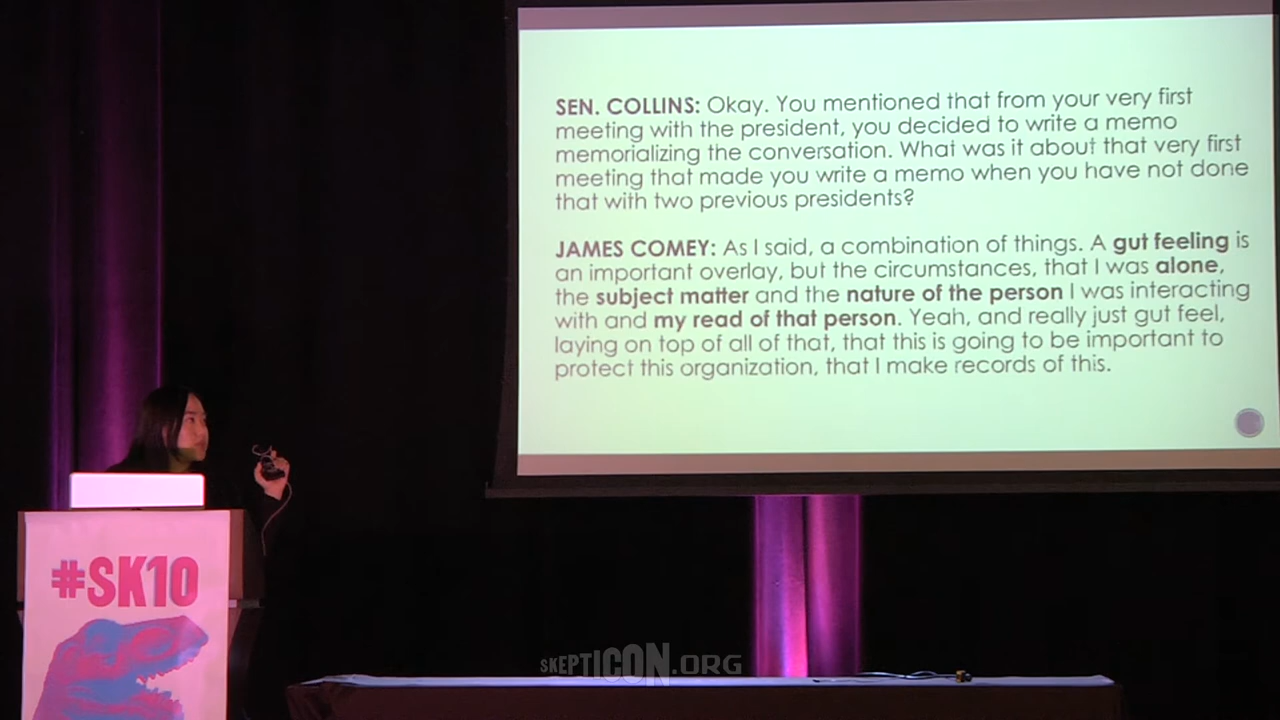 SEN. COLLINS: Okay. You mentioned that from your very first
meeting with the president, you decided to write a memo
memorializing the conversation. What was it about that very first
meeting that made you write a memo when you have not done
that with two previous presidents?
JAMES COMEY: As I said, a combination of things. A gut feeling is
an important overlay, but the circumstances, that I was alone,
the subject matter and the nature of the person I was interacting
with and my read of that person. Yeah, and really just gut feel,
laying on top of all of that, that this is going to be important to
protect this organization, that I make records of this.
#SK10
SKEPTICON.ORG